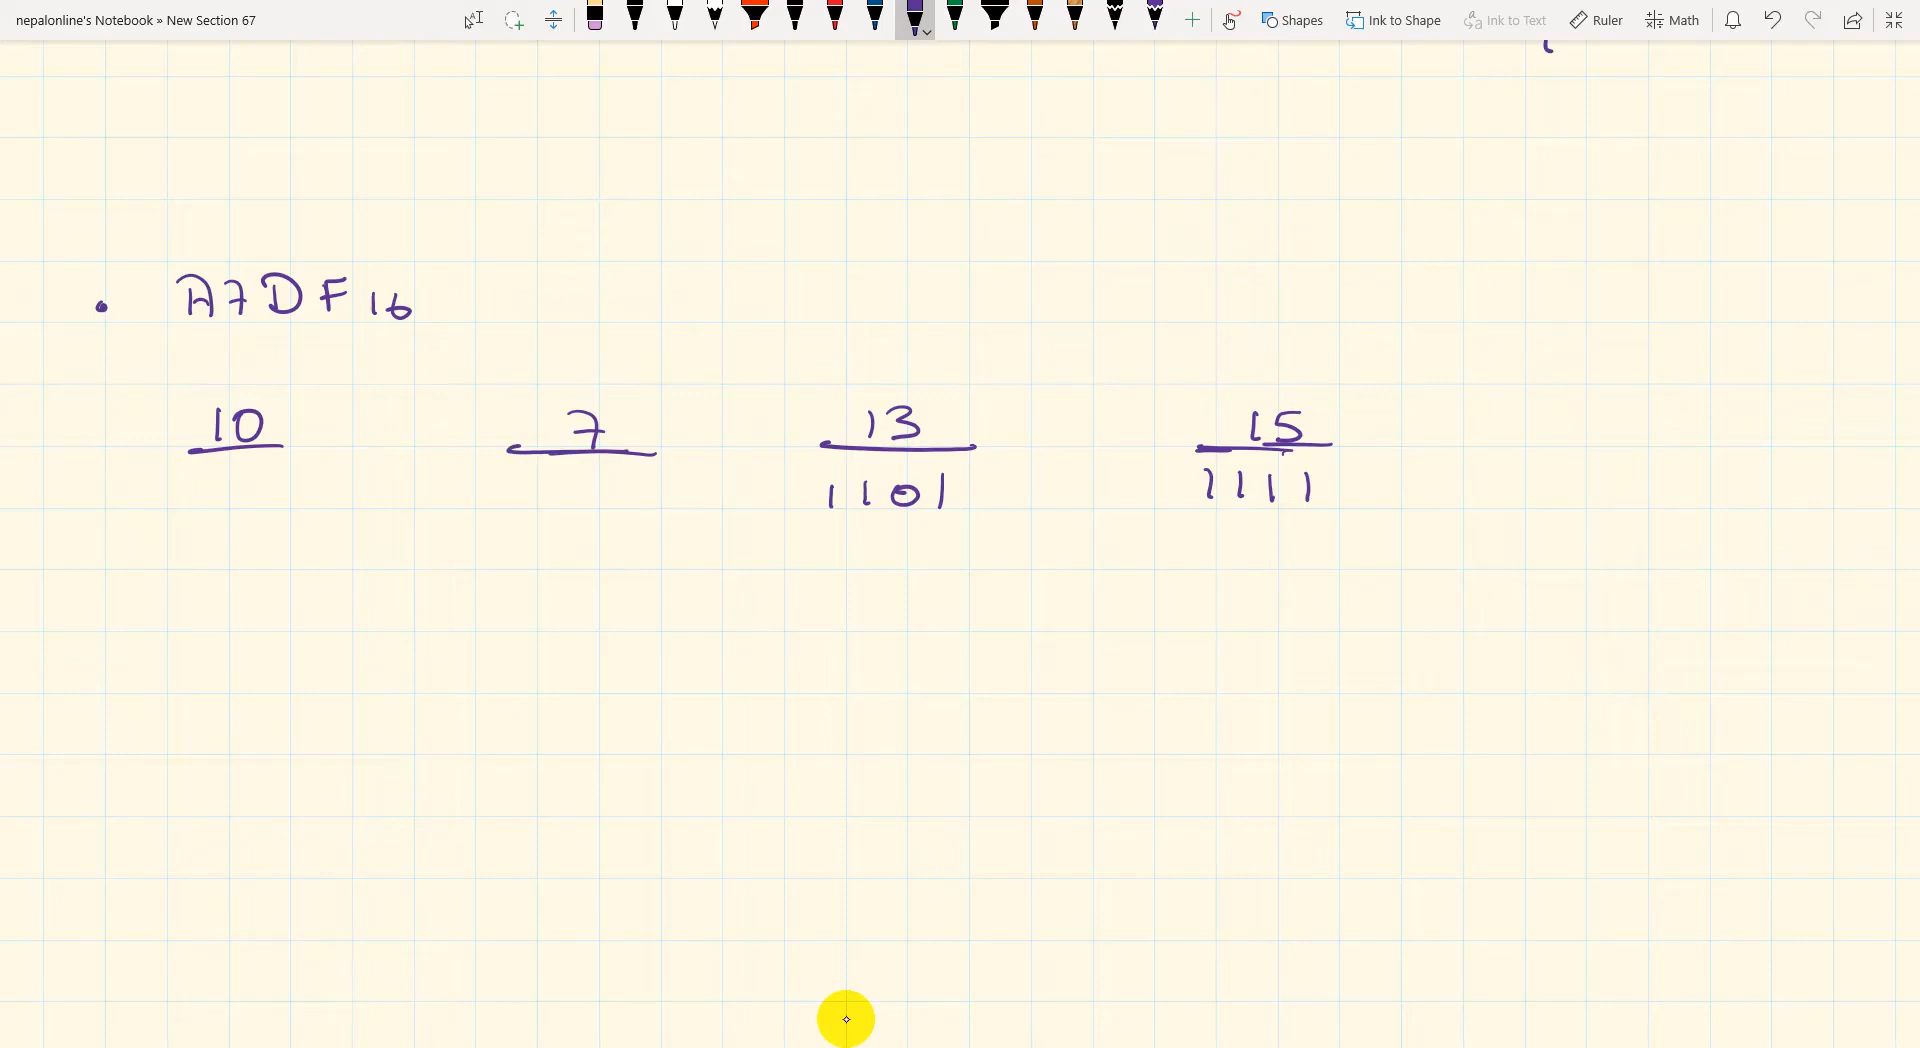 nepalonline's Notebook » New Section 67
Shapes
Ink to Shape
Ink to Text
Ruler
Math
A7DF16
10 7 13 15
1101 1111